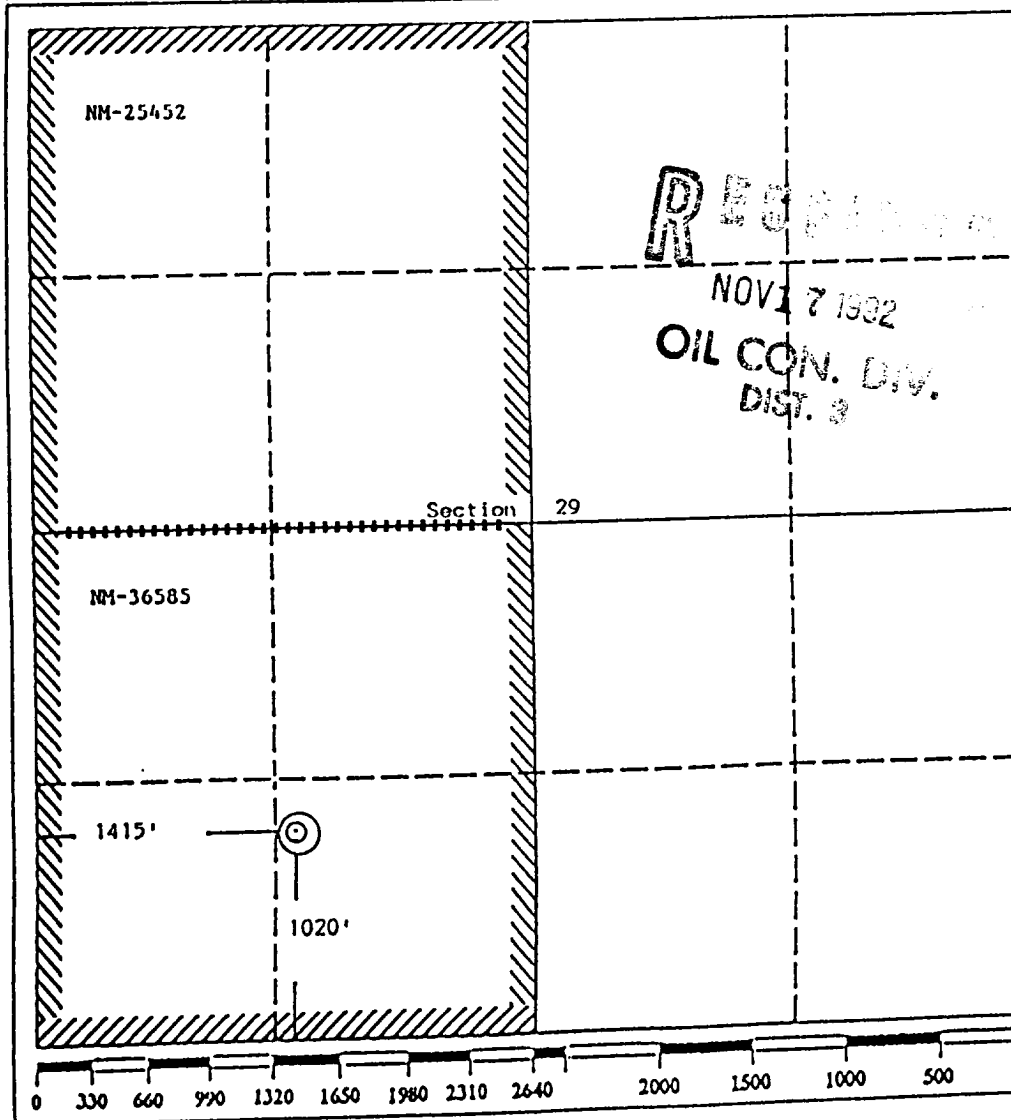 NM-25452
NOV 17 1992
OIL CON. DIV.
DIST. 3
Section 29
NM-36585
1415'
1020'
0 330 660 990 1320 1650 1980 2310 2640 2000 1500 1000 500